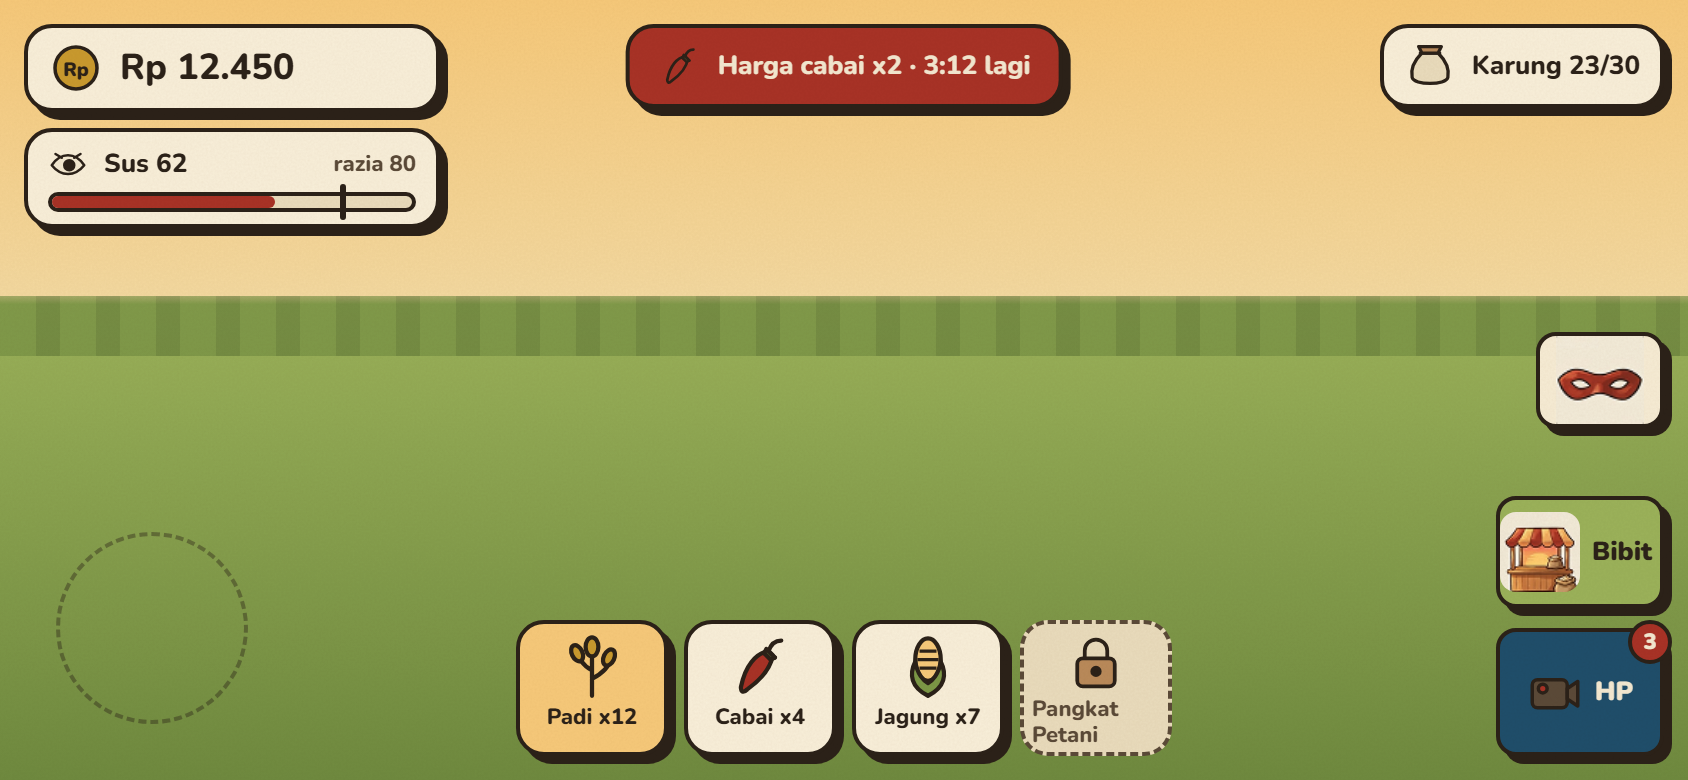 Rp
Rp 12.450
Harga cabai x2 · 3:12 lagi
Karung 23/30
Sus 62
razia 80
Bibit
3
HP
Padi x12
Cabai x4
Jagung x7
Pangkat
Petani